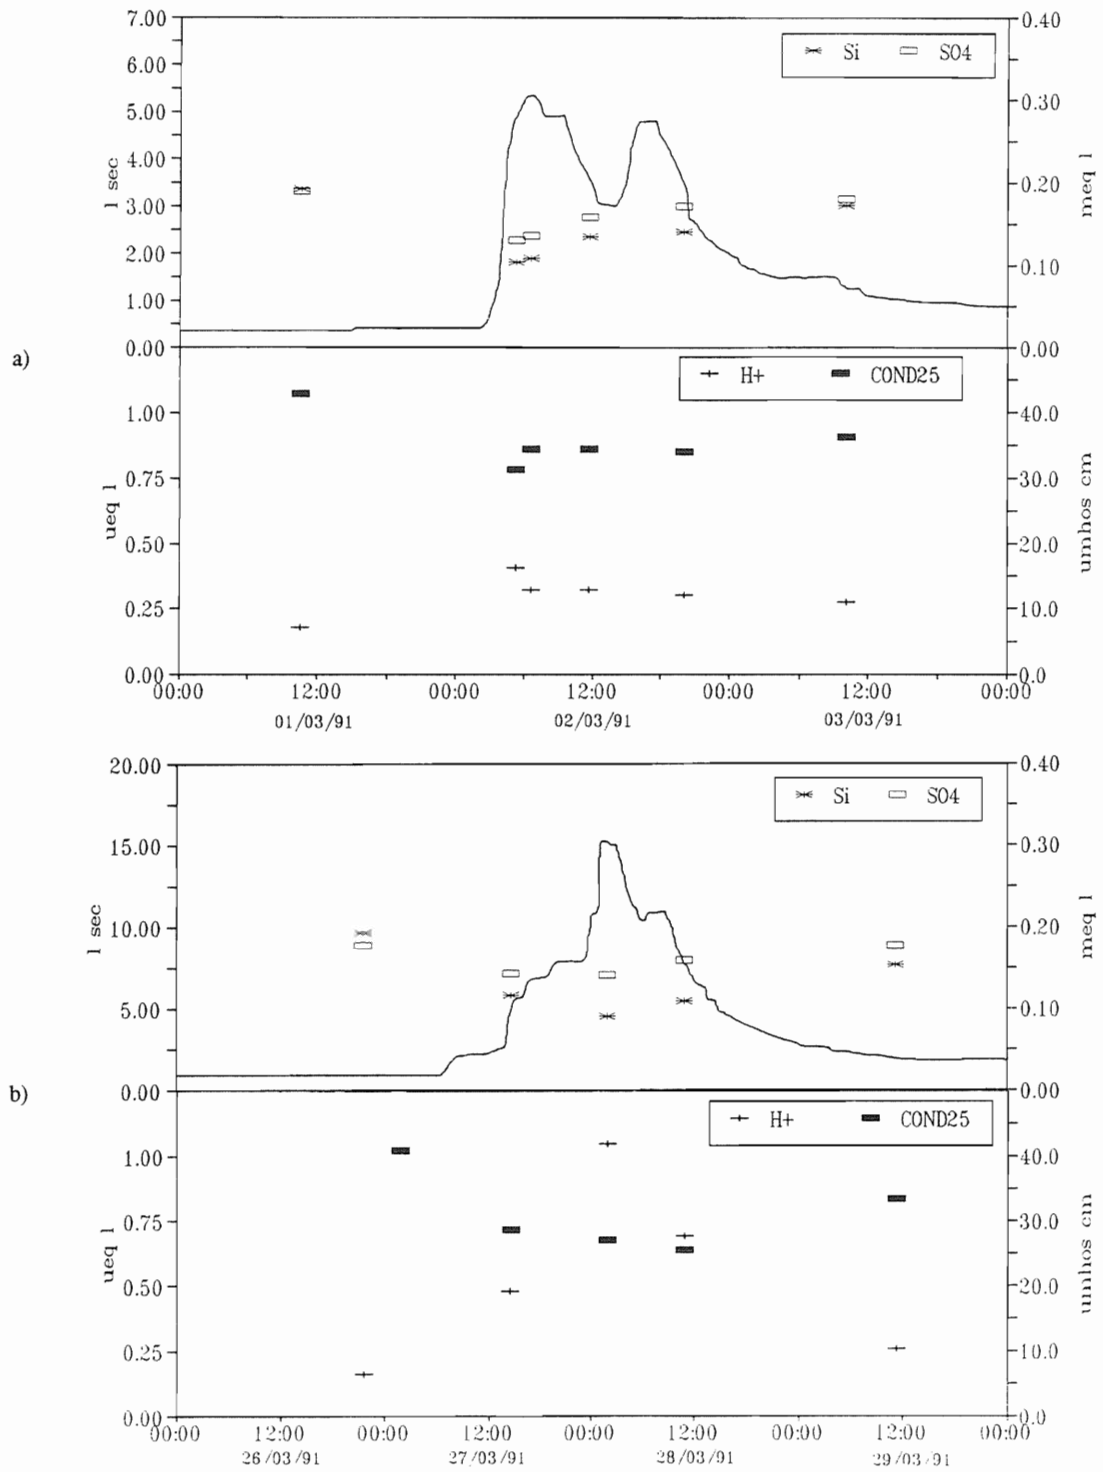 7.00 0.40
Si SO4
6.00
5.00 0.30
4.00
l sec 0.20 meq l
3.00
2.00
0.10
1.00
a)
0.00 0.00
H+ COND25
1.00 40.0
0.75 30.0
ueq l umhos cm
0.50 20.0
0.25 10.0
0.00 0.0
00:00 12:00 00:00 12:00 00:00 12:00 00:00
01/03/91 02/03/91 03/03/91
20.00 0.40
Si SO4
15.00 0.30
l sec meq l
10.00 0.20
5.00 0.10
b)
0.00 0.00
H+ COND25
1.00 40.0
0.75 30.0
ueq l umhos cm
0.50 20.0
0.25 10.0
0.00 0.0
00:00 12:00 00:00 12:00 00:00 12:00 00:00 12:00 00:00
26/03/91 27/03/91 28/03/91 29/03/91